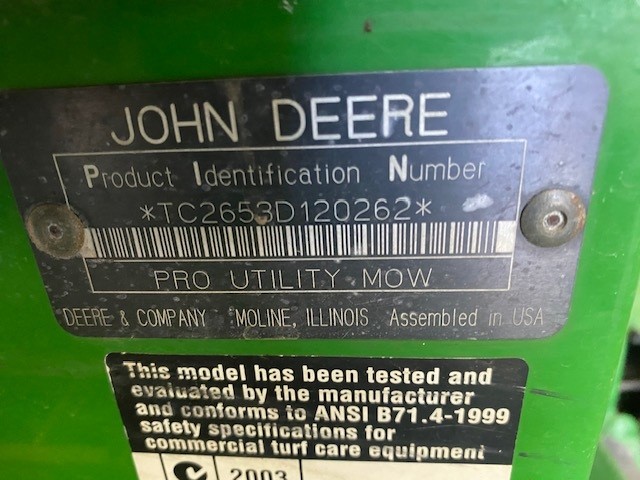 JOHN DEERE
Product Identification Number
*TC2653D120262*
PRO UTILITY MOW
DEERE & COMPANY MOLINE, ILLINOIS Assembled in USA
This model has been tested and
evaluated by the manufacturer
and conforms to ANSI B71.4-1999
safety specifications for
commercial turf care equipment
2003